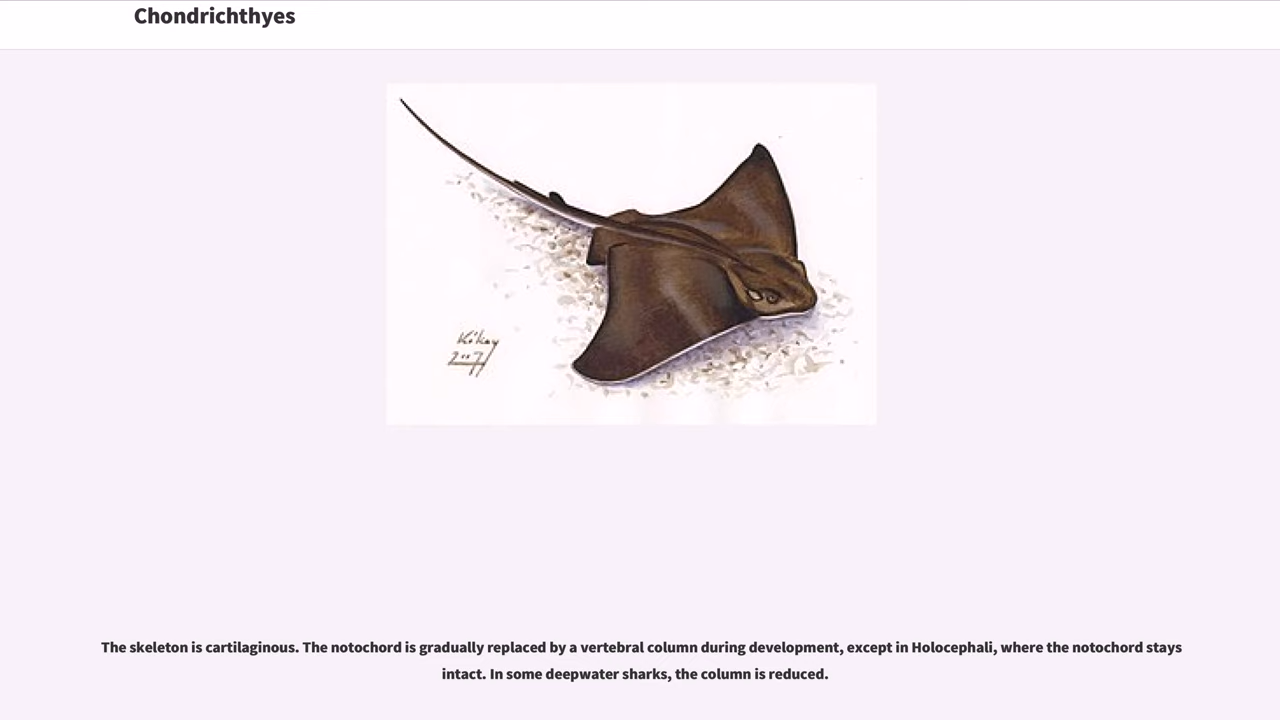 Chondrichthyes
2007
The skeleton is cartilaginous. The notochord is gradually replaced by a vertebral column during development, except in Holocephali, where the notochord stays
intact. In some deepwater sharks, the column is reduced.